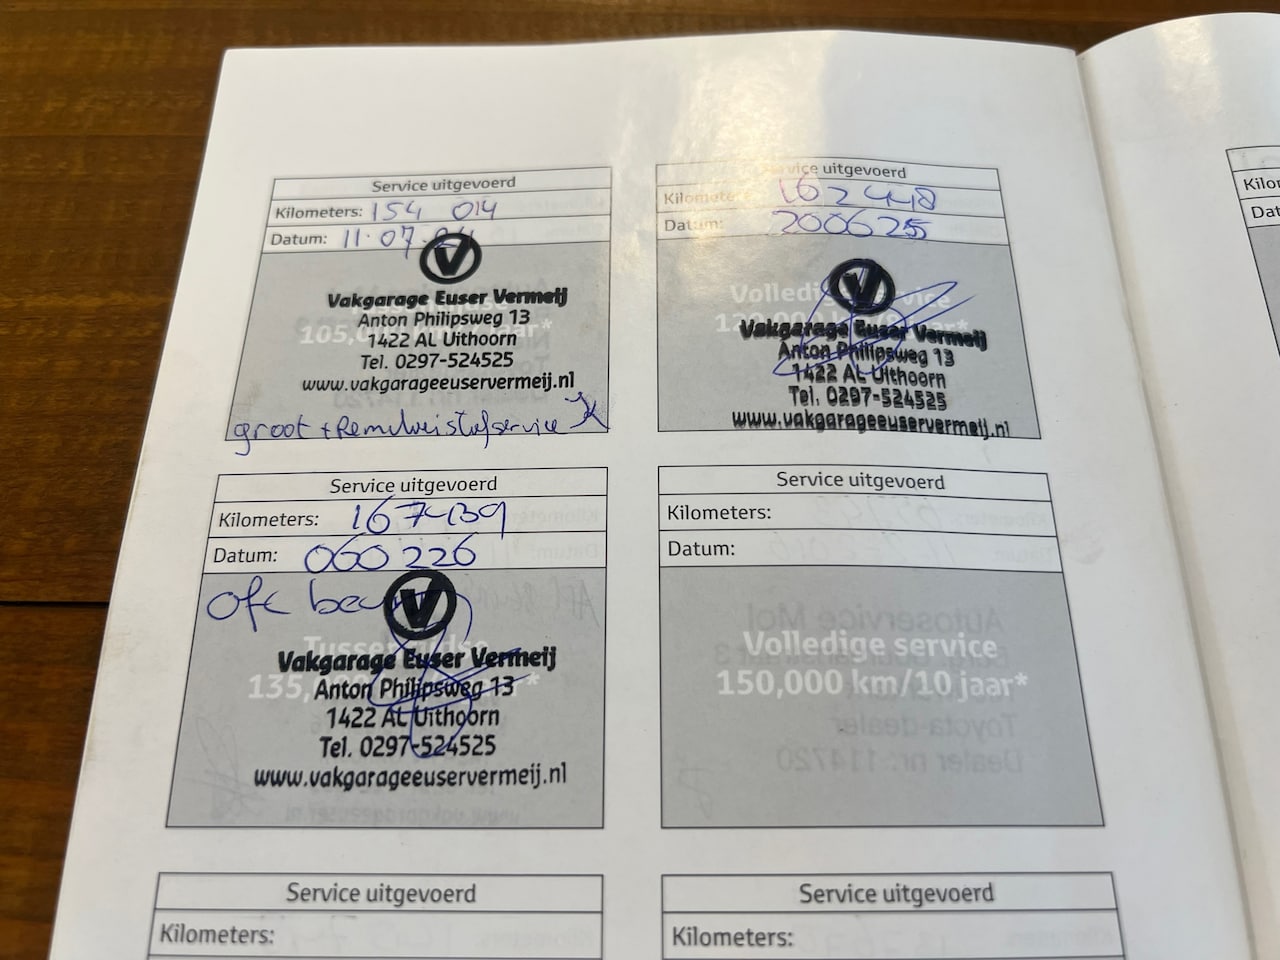 Service uitgevoerd
Kilometers: 154 014
Datum: 11-07-24
V
Vakgarage Euser Vermeij
Anton Philipsweg 13
1422 AL Uithoorn
Tel. 0297-524525
www.vakgarageeuservermeij.nl
groot + Remvloeistofservice
Service uitgevoerd
Kilometers: 162448
Datum: 200625
Volledige service
V
Vakgarage Euser Vermeij
Anton Philipsweg 13
1422 AL Uithoorn
Tel. 0297-524525
www.vakgarageeuservermeij.nl
Service uitgevoerd
Kilometers: 167439
Datum: 060226
V
Vakgarage Euser Vermeij
135,
Anton Philipsweg 13
1422 AL Uithoorn
Tel. 0297-524525
www.vakgarageeuservermeij.nl
Service uitgevoerd
Kilometers:
Datum:
Volledige service
150,000 km/10 jaar*
Service uitgevoerd
Kilometers:
Service uitgevoerd
Kilometers: